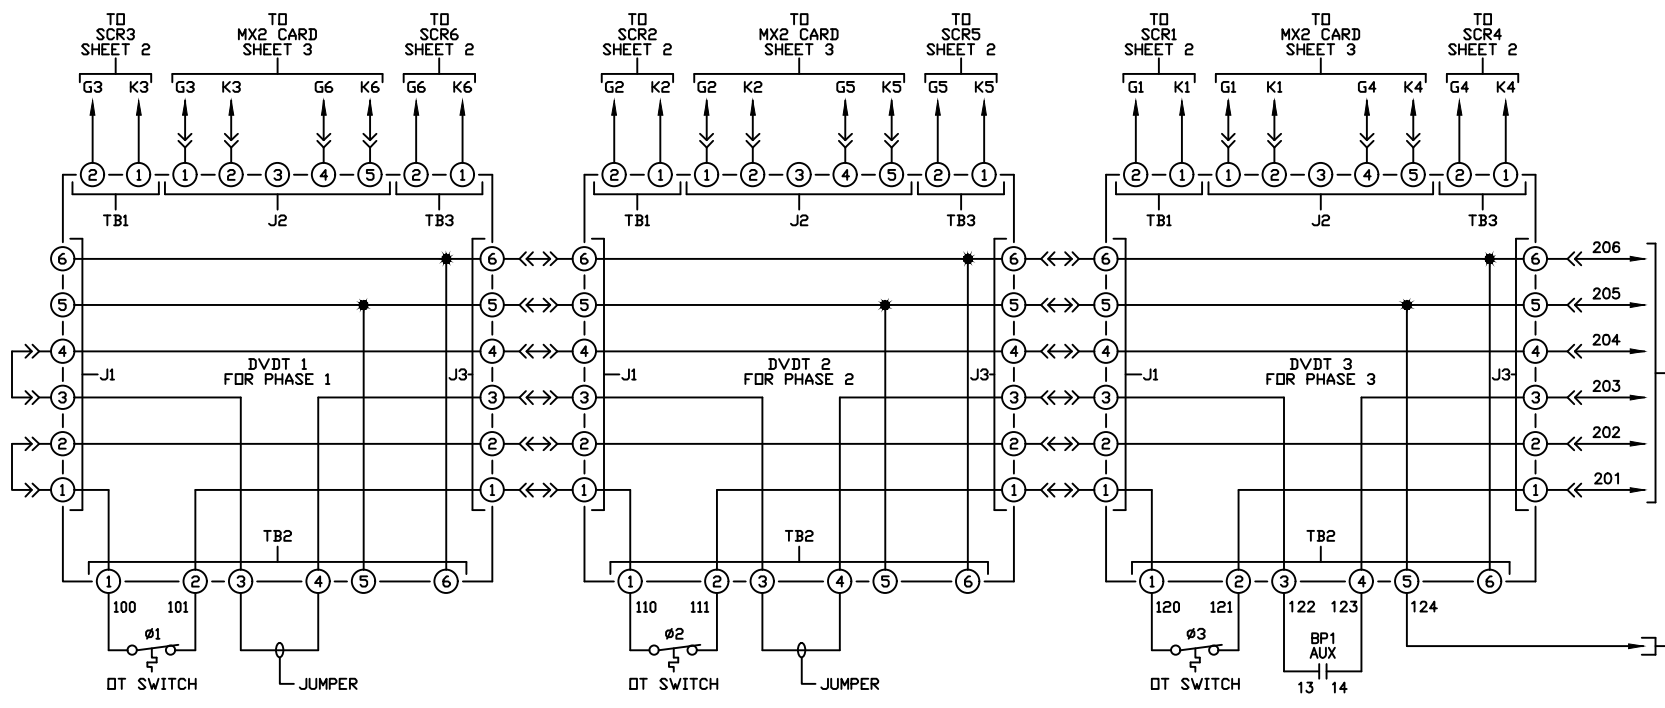 TO TO TO TO TO TO TO TO TO
SCR3 MX2 CARD SCR6 SCR2 MX2 CARD SCR5 SCR1 MX2 CARD SCR4
SHEET 2 SHEET 3 SHEET 2 SHEET 2 SHEET 3 SHEET 2 SHEET 2 SHEET 3 SHEET 2
G3 K3 G3 K3 G6 K6 G6 K6 G2 K2 G2 K2 G5 K5 G5 K5 G1 K1 G1 K1 G4 K4 G4 K4
2 1 1 2 3 4 5 2 1 2 1 1 2 3 4 5 2 1 2 1 1 2 3 4 5 2 1
TB1 J2 TB3 TB1 J2 TB3 TB1 J2 TB3
206
6 6 6 6 6 6
205
5 5 5 5 5 5
204
4 4 4 4 4 4
DVDT 1 DVDT 2 DVDT 3
J1 FOR PHASE 1 J3 J1 FOR PHASE 2 J3 J1 FOR PHASE 3 J3
203
3 3 3 3 3 3
202
2 2 2 2 2 2
201
1 1 1 1 1 1
TB2 TB2 TB2
1 2 3 4 5 6 1 2 3 4 5 6 1 2 3 4 5 6
100 101 110 111 120 121 122 123 124
Ø1 Ø2 Ø3 BP1
AUX
OT SWITCH JUMPER OT SWITCH JUMPER OT SWITCH 13 14